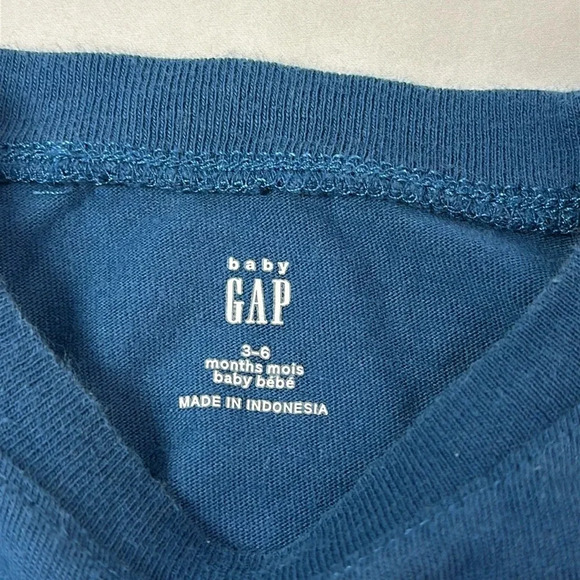 baby
GAP
3-6
months mois
baby bébé
MADE IN INDONESIA